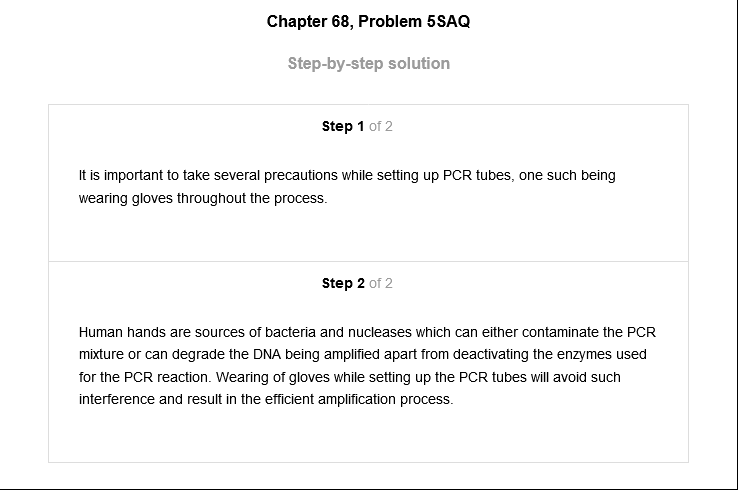 Chapter 68, Problem 5SAQ
Step-by-step solution
Step 1 of 2
It is important to take several precautions while setting up PCR tubes, one such being
wearing gloves throughout the process.
Step 2 of 2
Human hands are sources of bacteria and nucleases which can either contaminate the PCR
mixture or can degrade the DNA being amplified apart from deactivating the enzymes used
for the PCR reaction. Wearing of gloves while setting up the PCR tubes will avoid such
interference and result in the efficient amplification process.